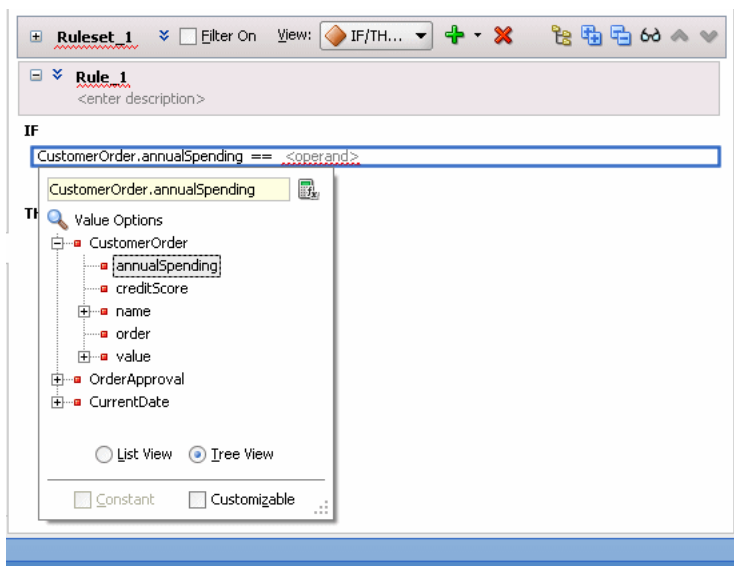 Ruleset_1 Filter On View: IF/TH...
Rule_1
<enter description>
IF
CustomerOrder.annualSpending == <operand>
CustomerOrder.annualSpending
TH
Value Options
CustomerOrder
annualSpending
creditScore
name
order
value
OrderApproval
CurrentDate
List View Tree View
Constant Customizable